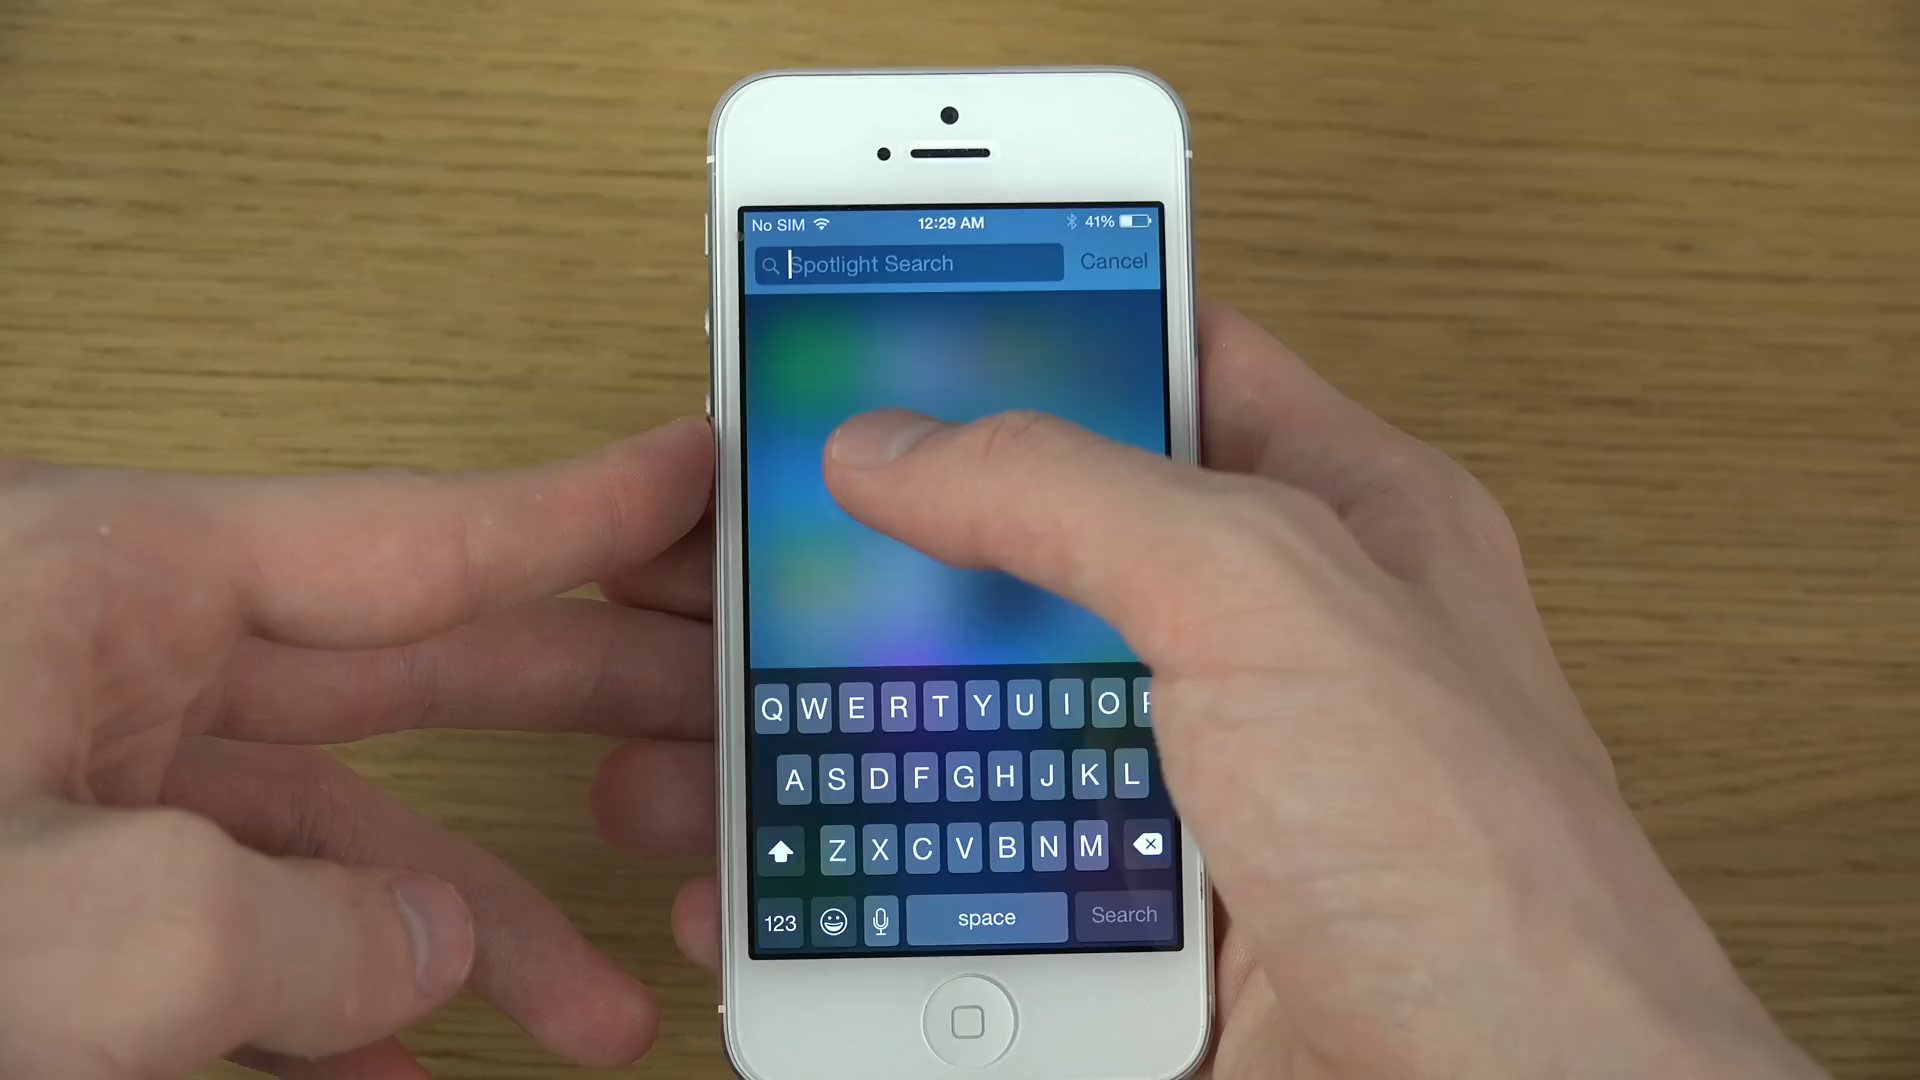 No SIM 12:29 AM 41%
Spotlight Search Cancel
Q W E R T Y U I O P
A S D F G H J K L
Z X C V B N M
123 space Search